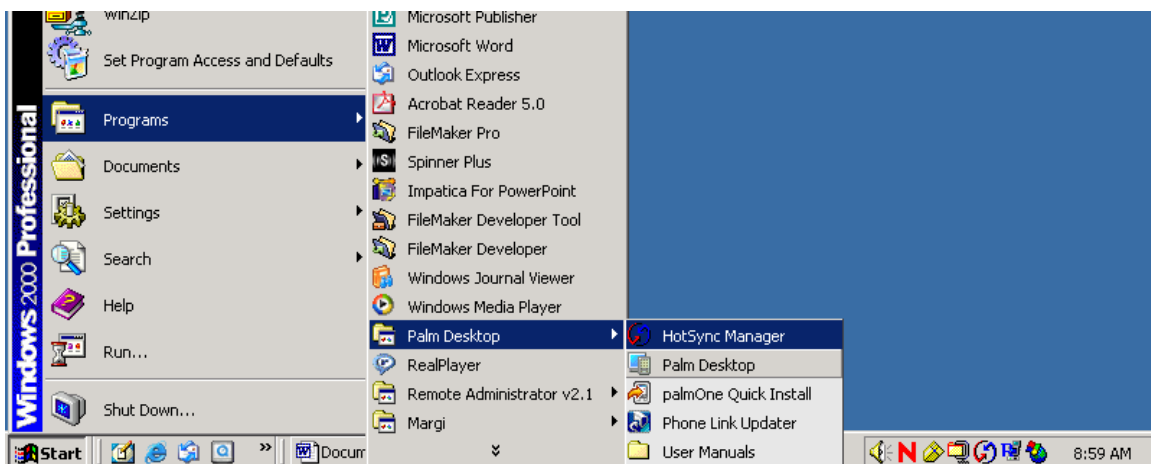 WinZip
Set Program Access and Defaults
Programs
Documents
Settings
Search
Help
Run...
Shut Down...
Windows 2000 Professional
Microsoft Publisher
Microsoft Word
Outlook Express
Acrobat Reader 5.0
FileMaker Pro
Spinner Plus
Impatica For PowerPoint
FileMaker Developer Tool
FileMaker Developer
Windows Journal Viewer
Windows Media Player
Palm Desktop
RealPlayer
Remote Administrator v2.1
Margi
HotSync Manager
Palm Desktop
palmOne Quick Install
Phone Link Updater
User Manuals
Start
Docum
8:59 AM